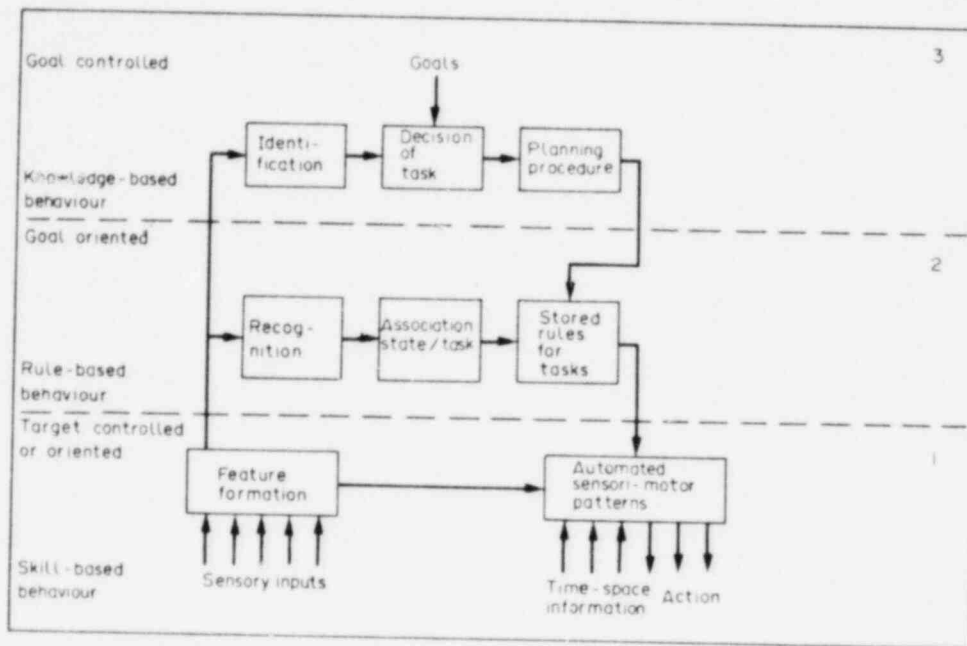 Goal controlled
Goals
3
Identi-
fication
Decision
of
task
Planning
procedure
Knowledge-based
behaviour
Goal oriented
2
Recog-
nition
Association
state/task
Stored
rules
for
tasks
Rule-based
behaviour
Target controlled
or oriented
1
Feature
formation
Automated
sensori-motor
patterns
Skill-based
behaviour
Sensory inputs
Time-space
information
Action